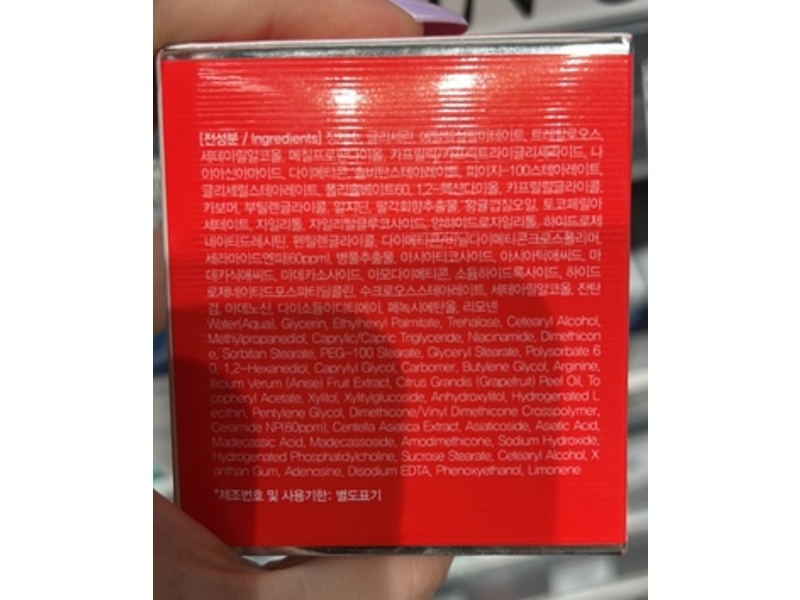 [전성분 / Ingredients] 정제수, 글리세린, 에틸헥실팔미테이트, 트레할로오스,
세테아릴알코올, 메칠프로판다이올, 카프릴릭/카프릭트라이글리세라이드, 나
이아신아마이드, 다이메티콘, 솔비탄스테아레이트, 피이지-100스테아레이트,
글리세릴스테아레이트, 폴리솔베이트60, 1,2-헥산다이올, 카프릴릴글라이콜,
카보머, 부틸렌글라이콜, 알지닌, 팔각회향추출물, 황귤껍질오일, 토코페릴아
세테이트, 자일리톨, 자일리틸글루코사이드, 안하이드로자일리톨, 하이드로제
네이티드레시틴, 펜틸렌글라이콜, 다이메티콘/비닐다이메티콘크로스폴리머,
세라마이드엔피(60ppm), 병풀추출물, 아시아티코사이드, 아시아틱애씨드, 마
데카식애씨드, 마데카소사이드, 아모다이메티콘, 소듐하이드록사이드, 하이드
로제네이티드포스파티딜콜린, 수크로오스스테아레이트, 세테아릴알코올, 잔탄
검, 아데노신, 다이소듐이디티에이, 페녹시에탄올, 리모넨
Water(Aqua), Glycerin, Ethylhexyl Palmitate, Trehalose, Cetearyl Alcohol,
Methylpropanediol, Caprylic/Capric Triglyceride, Niacinamide, Dimethicon
e, Sorbitan Stearate, PEG-100 Stearate, Glyceryl Stearate, Polysorbate 6
0, 1,2-Hexanediol, Caprylyl Glycol, Carbomer, Butylene Glycol, Arginine,
Illicium Verum (Anise) Fruit Extract, Citrus Grandis (Grapefruit) Peel Oil, To
copheryl Acetate, Xylitol, Xylitylglucoside, Anhydroxylitol, Hydrogenated L
ecithin, Pentylene Glycol, Dimethicone/Vinyl Dimethicone Crosspolymer,
Ceramide NP(60ppm), Centella Asiatica Extract, Asiaticoside, Asiatic Acid,
Madecassic Acid, Madecassoside, Amodimethicone, Sodium Hydroxide,
Hydrogenated Phosphatidylcholine, Sucrose Stearate, Cetearyl Alcohol, X
anthan Gum, Adenosine, Disodium EDTA, Phenoxyethanol, Limonene
*제조번호 및 사용기한: 별도표기